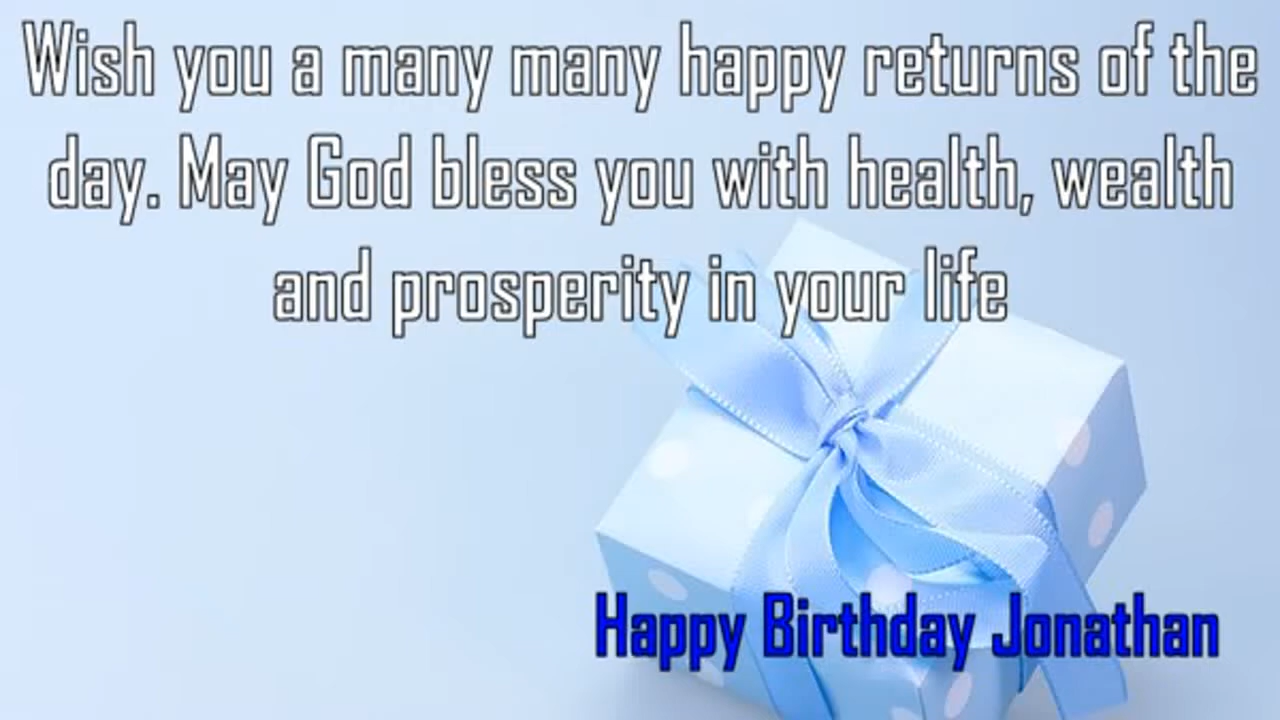 Wish you a many many happy returns of the
day. May God bless you with health, wealth
and prosperity in your life
Happy Birthday Jonathan